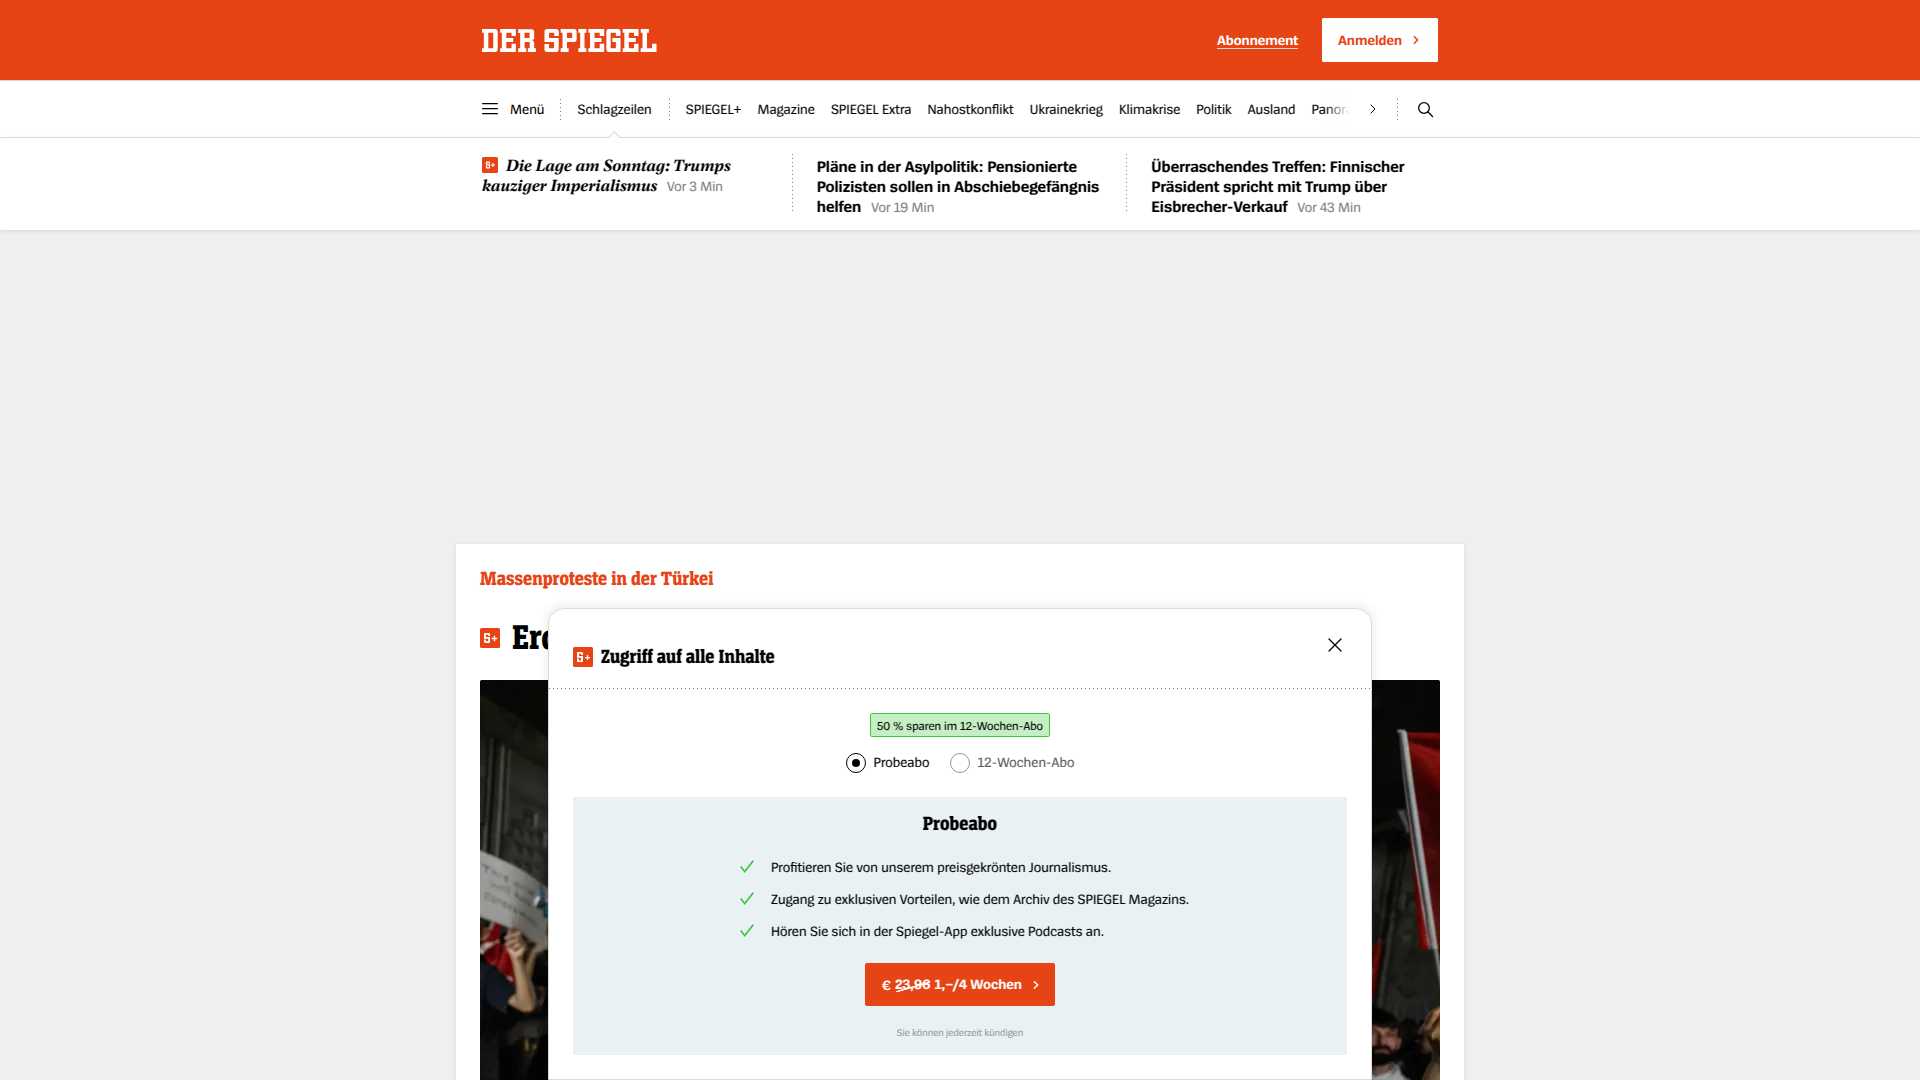 DER SPIEGEL
Abonnement
Anmelden
Menü
Schlagzeilen
SPIEGEL+
Magazine
SPIEGEL Extra
Nahostkonflikt
Ukrainekrieg
Klimakrise
Politik
Ausland
Die Lage am Sonntag: Trumps
kauziger Imperialismus Vor 3 Min
Pläne in der Asylpolitik: Pensionierte
Polizisten sollen in Abschiebegefängnis
helfen Vor 19 Min
Überraschendes Treffen: Finnischer
Präsident spricht mit Trump über
Eisbrecher-Verkauf Vor 43 Min
Massenproteste in der Türkei
Zugriff auf alle Inhalte
50 % sparen im 12-Wochen-Abo
Probeabo
12-Wochen-Abo
Probeabo
Profitieren Sie von unserem preisgekrönten Journalismus.
Zugang zu exklusiven Vorteilen, wie dem Archiv des SPIEGEL Magazins.
Hören Sie sich in der Spiegel-App exklusive Podcasts an.
€ 23,96 1,–/4 Wochen
Sie können jederzeit kündigen